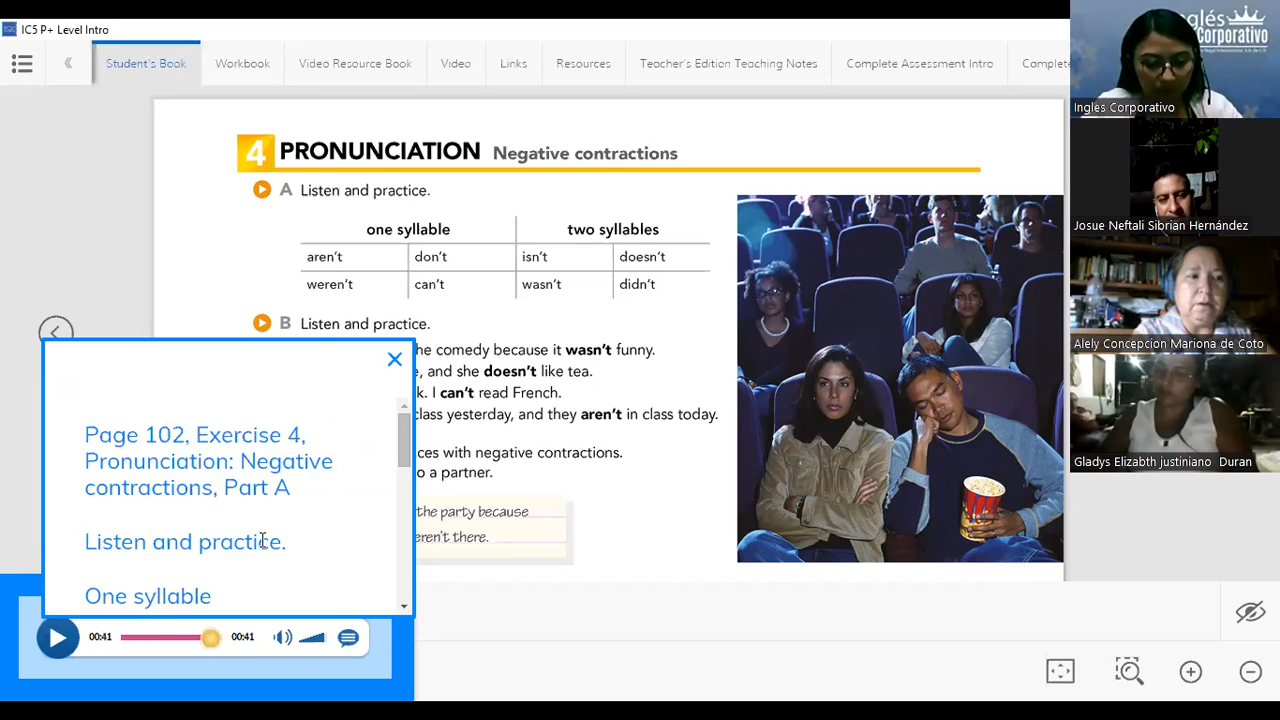 IC5 P+ Level Intro
Student's Book
Workbook
Video Resource Book
Video
Links
Resources
Teacher's Edition Teaching Notes
Complete Assessment Intro
Complete
4 PRONUNCIATION Negative contractions
A Listen and practice.
one syllable
two syllables
aren't
don't
isn't
doesn't
weren't
can't
wasn't
didn't
B Listen and practice.
he comedy because it wasn't funny.
e, and she doesn't like tea.
k. I can't read French.
class yesterday, and they aren't in class today.
ces with negative contractions.
o a partner.
the party because
eren't there.
Page 102, Exercise 4,
Pronunciation: Negative
contractions, Part A
Listen and practice.
One syllable
00:41
00:41
Inglés
Corporativo
Ingles Corporativo
Josue Neftali Sibrian Hernández
Alely Concepcion Mariona de Coto
Gladys Elizabth justiniano Duran